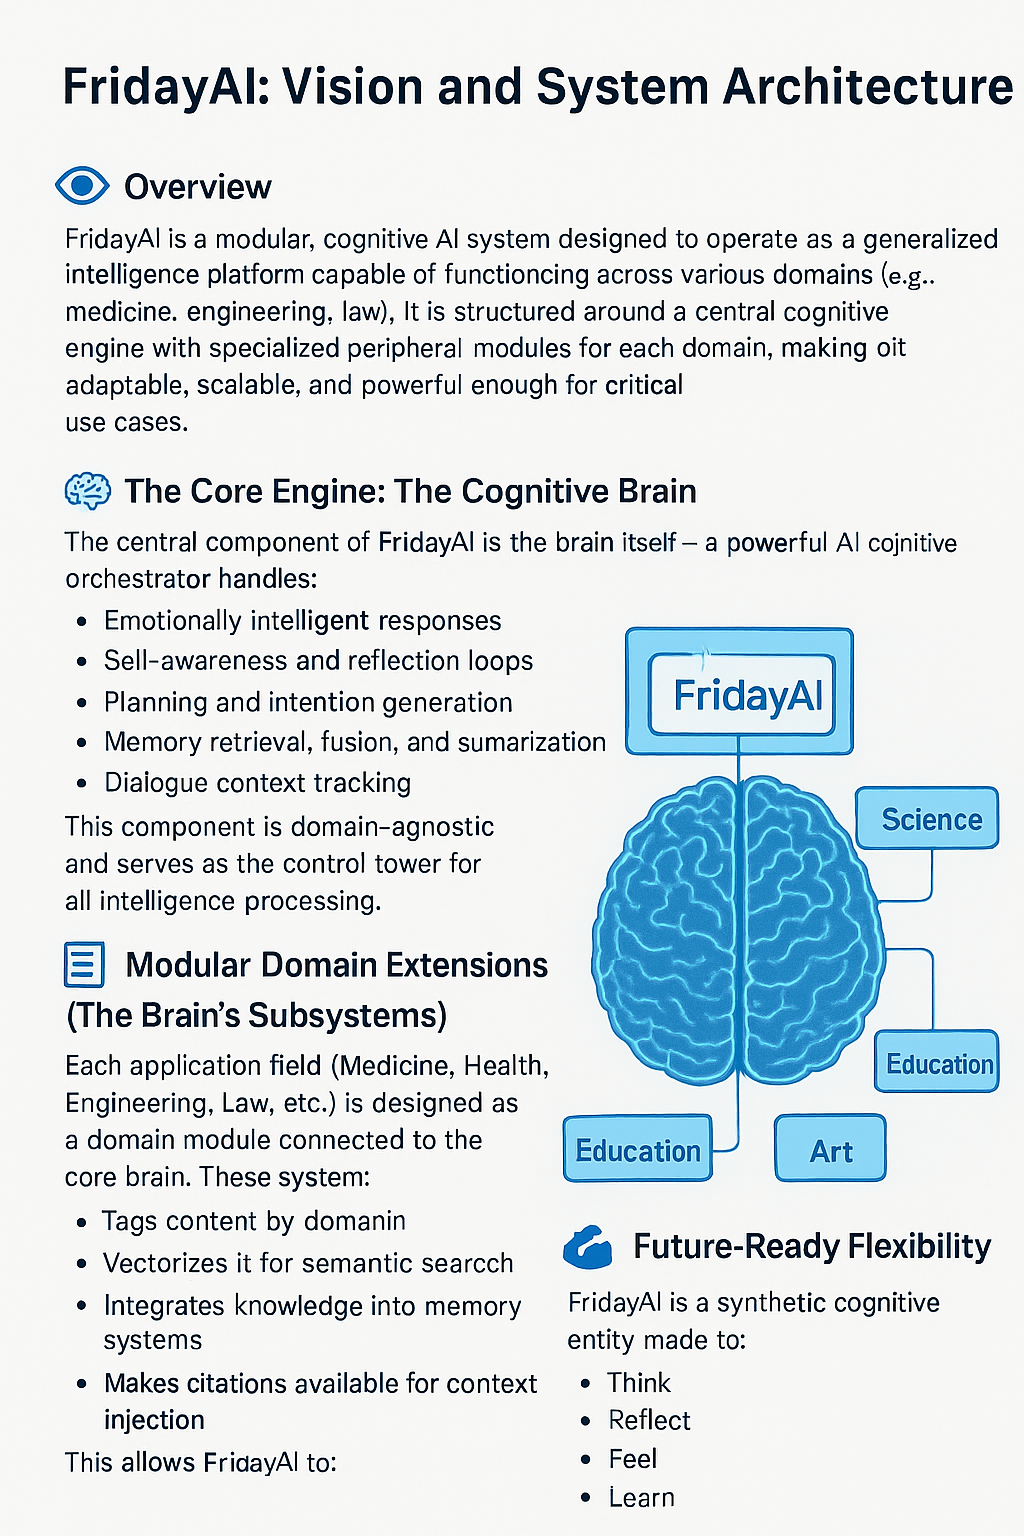 FridayAI: Vision and System Architecture
Overview
FridayAI is a modular, cognitive AI system designed to operate as a generalized
intelligence platform capable of functioncing across various domains (e.g..
medicine. engineering, law), It is structured around a central cognitive
engine with specialized peripheral modules for each domain, making oit
adaptable, scalable, and powerful enough for critical
use cases.
The Core Engine: The Cognitive Brain
The central component of FridayAI is the brain itself – a powerful AI cojnitive
orchestrator handles:
• Emotionally intelligent responses
• Sell-awareness and reflection loops
• Planning and intention generation
• Memory retrieval, fusion, and sumarization
• Dialogue context tracking
This component is domain-agnostic
and serves as the control tower for
all intelligence processing.
FridayAI
Science
Education
Education
Art
Modular Domain Extensions
(The Brain's Subsystems)
Each application field (Medicine, Health,
Engineering, Law, etc.) is designed as
a domain module connected to the
core brain. These system:
• Tags content by domanin
• Vectorizes it for semantic searcch
• Integrates knowledge into memory
systems
• Makes citations available for context
injection
This allows FridayAI to:
Future-Ready Flexibility
FridayAI is a synthetic cognitive
entity made to:
• Think
• Reflect
• Feel
• Learn